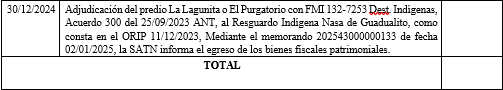 30/12/2024 Adjudicación del predio La Lagunita o El Purgatorio con FMI 132-7253 Dest. Indigenas,
Acuerdo 300 del 25/09/2023 ANT, al Resguardo Indigena Nasa de Guadualito, como
consta en el ORIP 11/12/2023, Mediante el memorando 202543000000133 de fecha
02/01/2025, la SATN informa el egreso de los bienes fiscales patrimoniales.
TOTAL